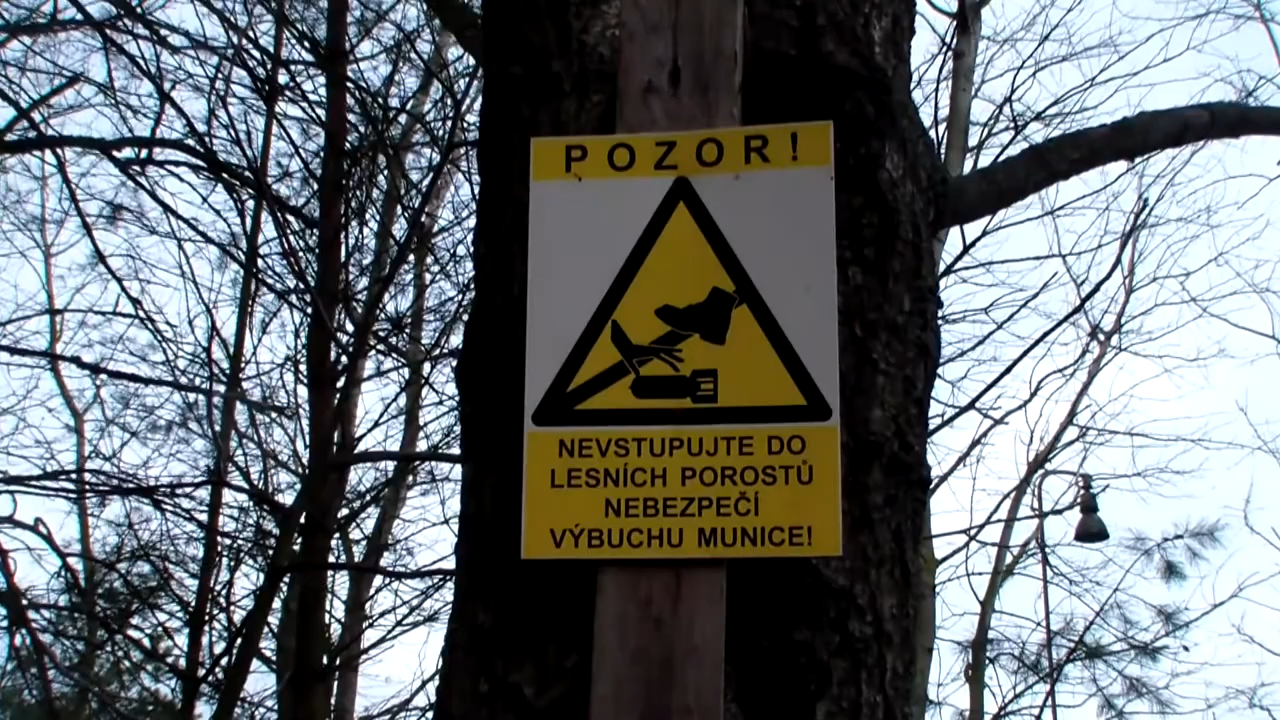 POZOR!
NEVSTUPUJTE DO
LESNÍCH POROSTŮ
NEBEZPEČÍ
VÝBUCHU MUNICE!